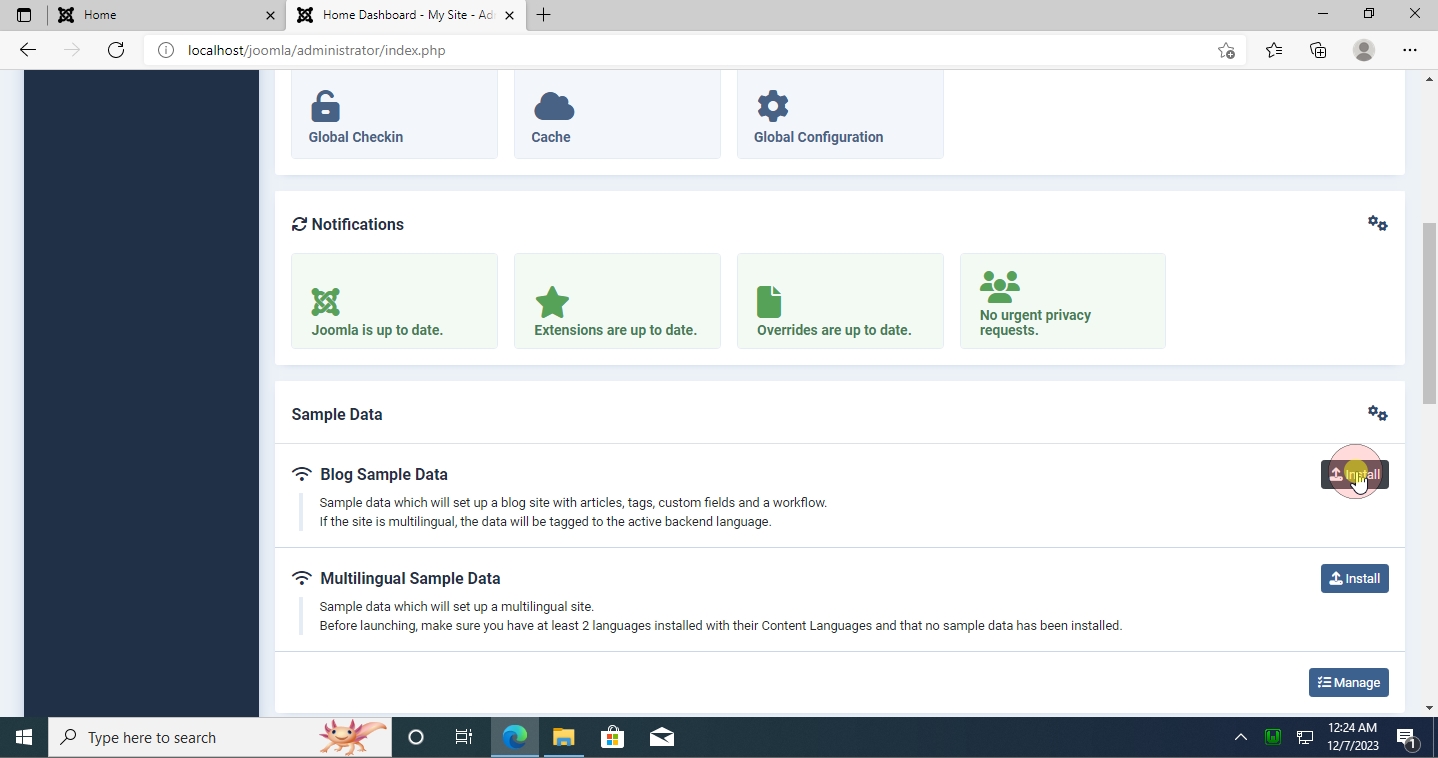 Home
Home Dashboard - My Site - Ad
localhost/joomla/administrator/index.php
Global Checkin
Cache
Global Configuration
Notifications
Joomla is up to date.
Extensions are up to date.
Overrides are up to date.
No urgent privacy
requests.
Sample Data
Blog Sample Data
Install
Sample data which will set up a blog site with articles, tags, custom fields and a workflow.
If the site is multilingual, the data will be tagged to the active backend language.
Multilingual Sample Data
Install
Sample data which will set up a multilingual site.
Before launching, make sure you have at least 2 languages installed with their Content Languages and that no sample data has been installed.
Manage
Type here to search
12:24 AM
12/7/2023
1